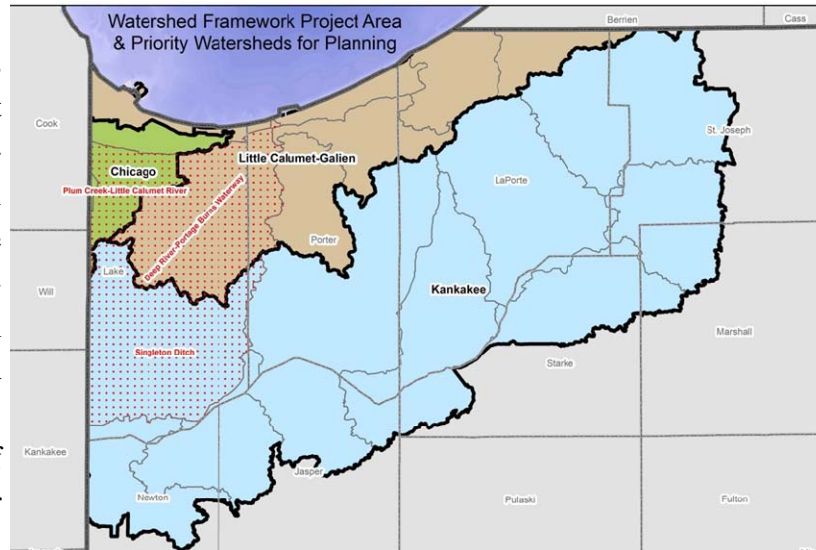 Watershed Framework Project Area
& Priority Watersheds for Planning
Berrien
Cass
Cook
St. Joseph
Little Calumet-Galien
Chicago
LaPorte
Plum Creek-Little Calumet River
Deep River-Portage Burns Waterway
Porter
Lake
Will
Kankakee
Marshall
Singleton Ditch
Starke
Kankakee
Jasper
Newton
Pulaski
Fulton